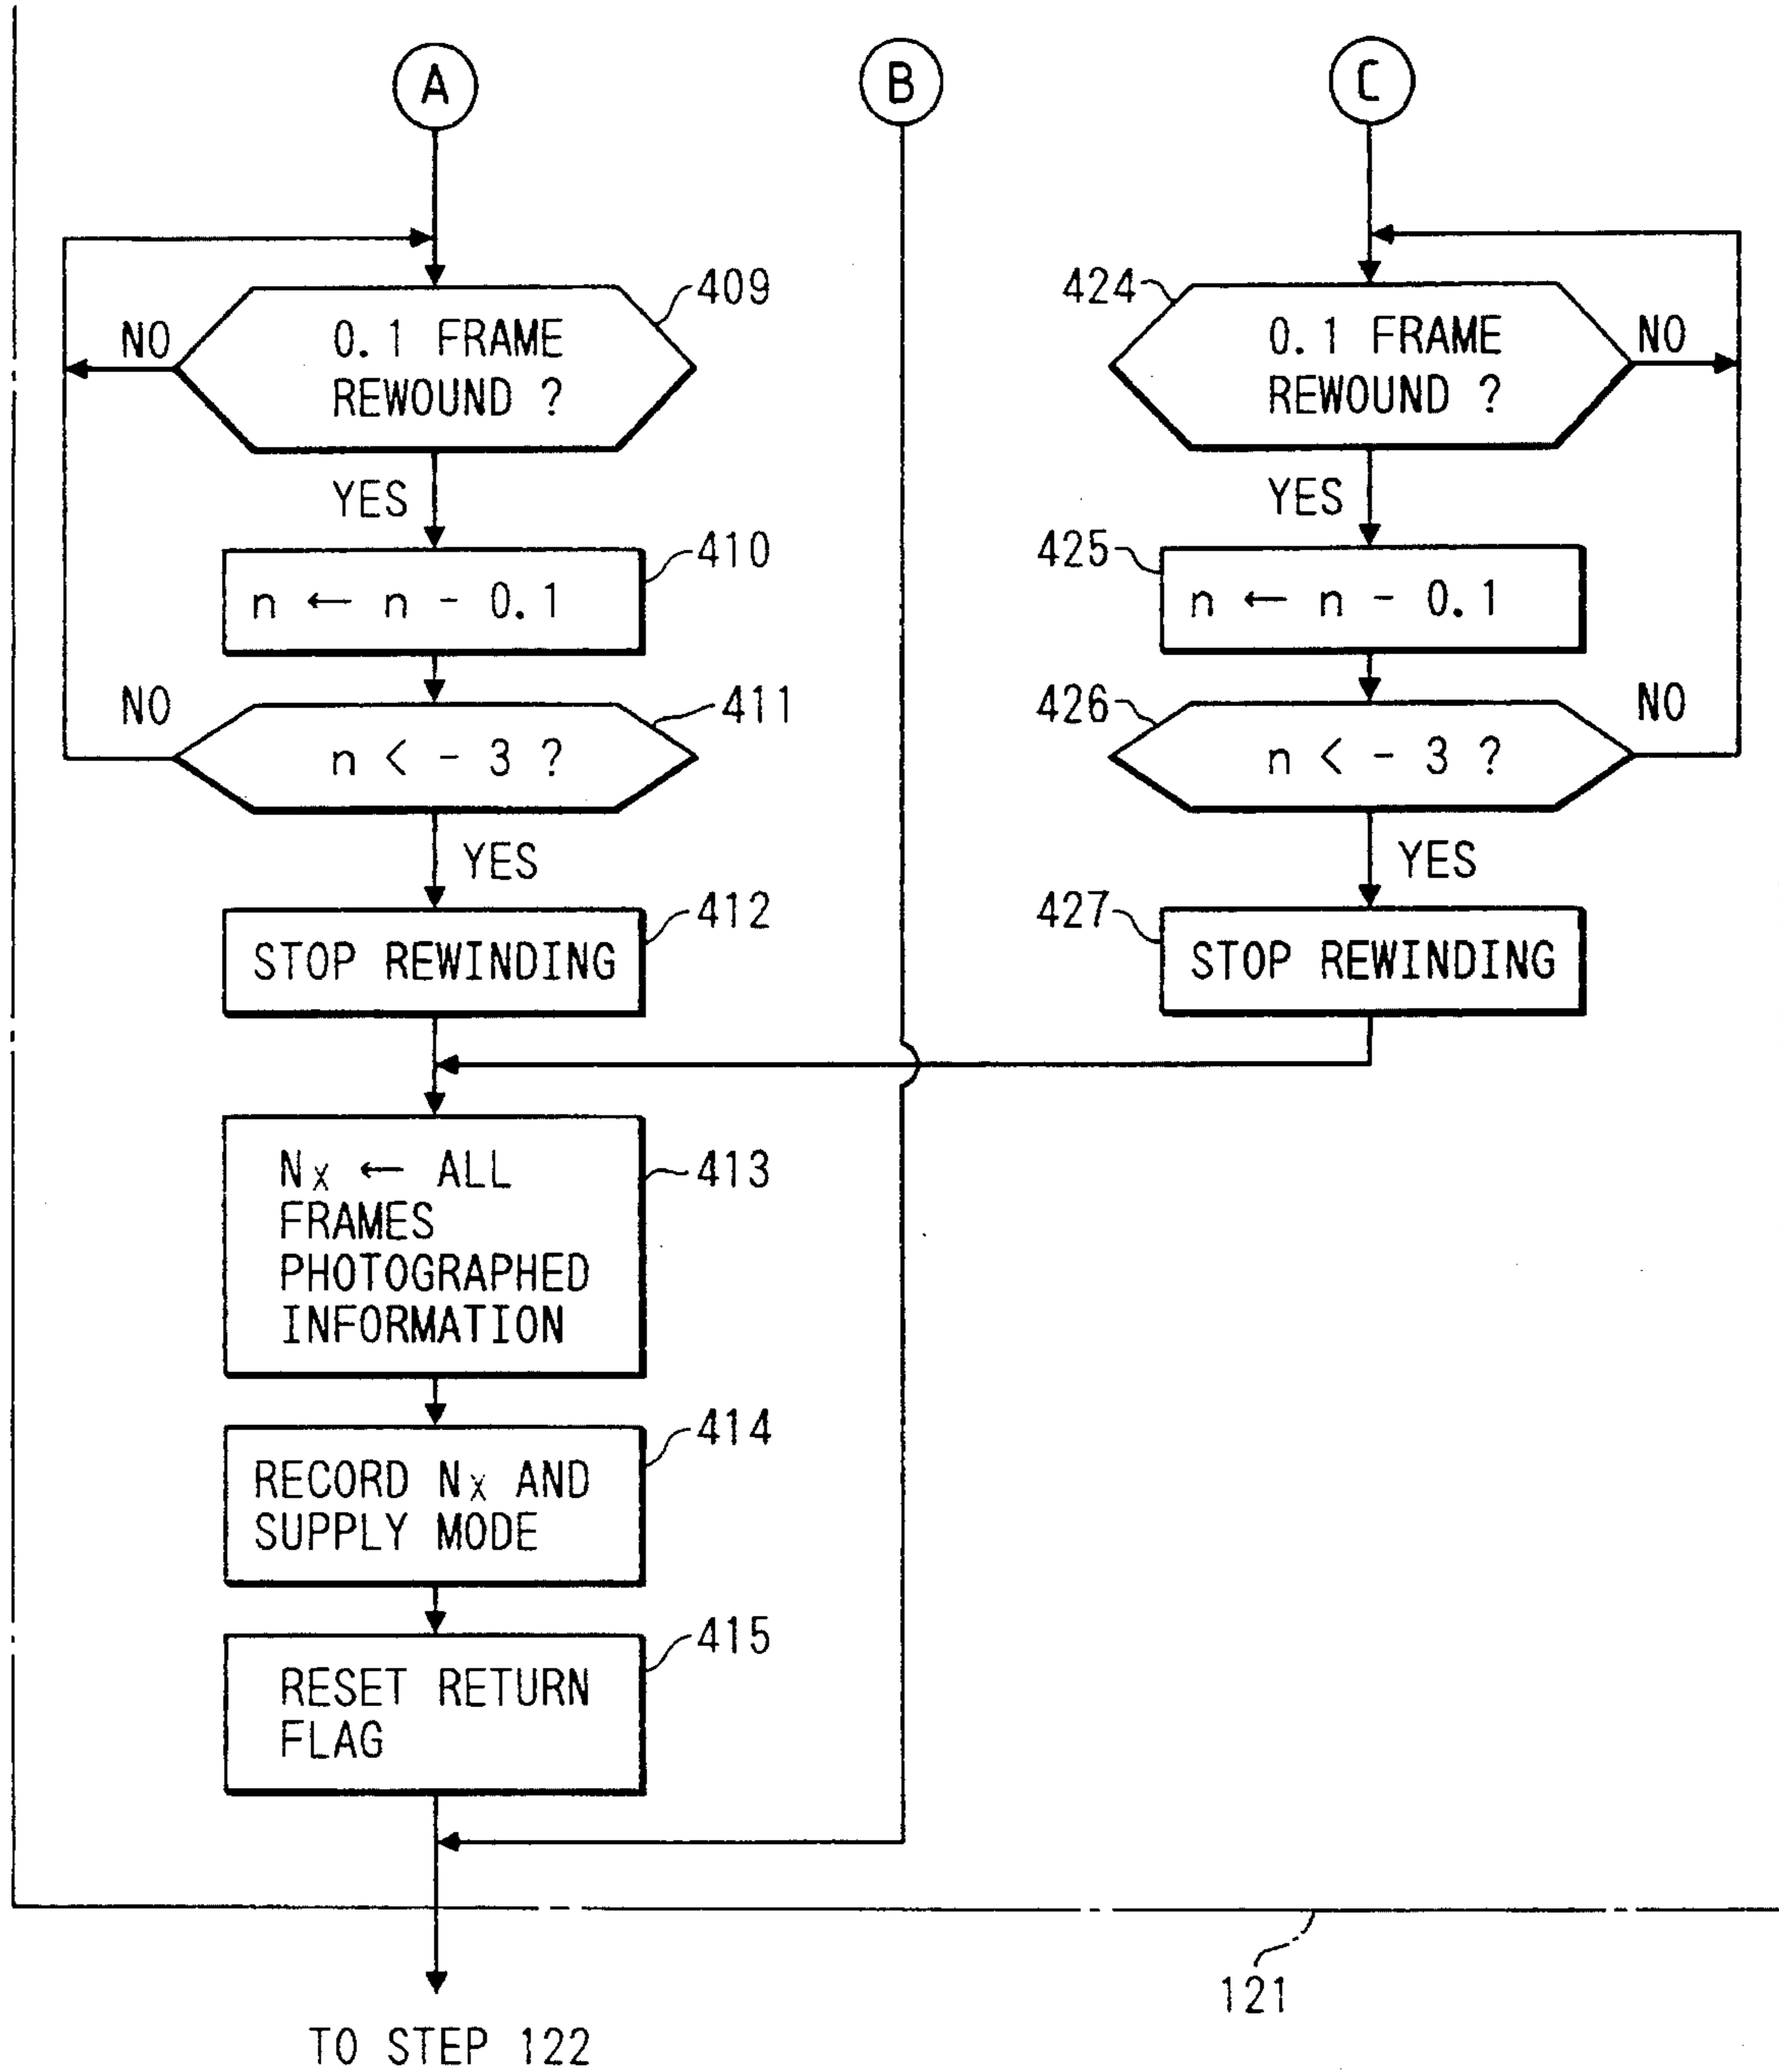 A
B
C
409
NO
0.1 FRAME
REWOUND ?
YES
410
n ← n - 0.1
NO
411
n < - 3 ?
YES
412
STOP REWINDING
424
0.1 FRAME
REWOUND ?
NO
YES
425
n ← n - 0.1
426
NO
n < - 3 ?
YES
427
STOP REWINDING
413
Nx ← ALL
FRAMES
PHOTOGRAPHED
INFORMATION
414
RECORD Nx AND
SUPPLY MODE
415
RESET RETURN
FLAG
121
TO STEP 122